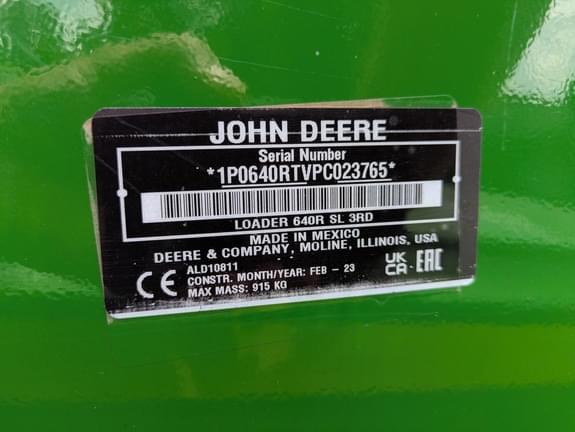 JOHN DEERE
Serial Number
*1P0640RTVPC023765*
LOADER 640R SL 3RD
MADE IN MEXICO
DEERE & COMPANY, MOLINE, ILLINOIS, USA
ALD10811
CONSTR. MONTH/YEAR: FEB - 23
MAX MASS: 915 KG
CE
UK CA
EAC